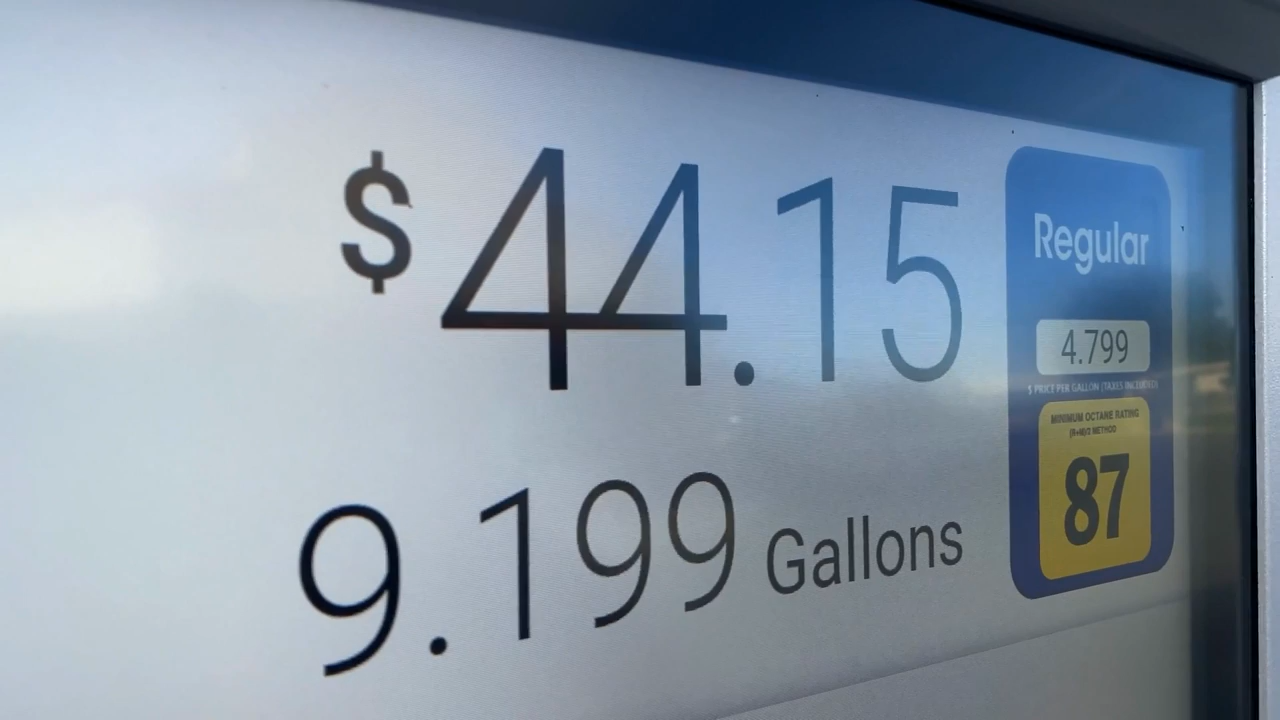 $44.15
9.199 Gallons
Regular
4.799
$ PRICE PER GALLON (TAXES INCLUDED)
MINIMUM OCTANE RATING
(R+M)/2 METHOD
87